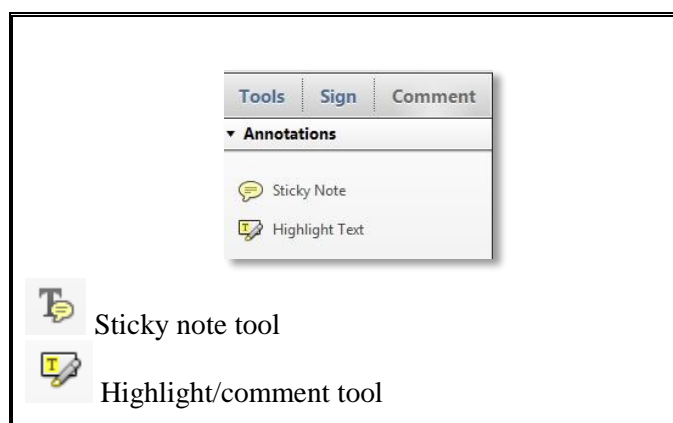 Tools Sign Comment
Annotations
Sticky Note
T Highlight Text
T Sticky note tool
T Highlight/comment tool